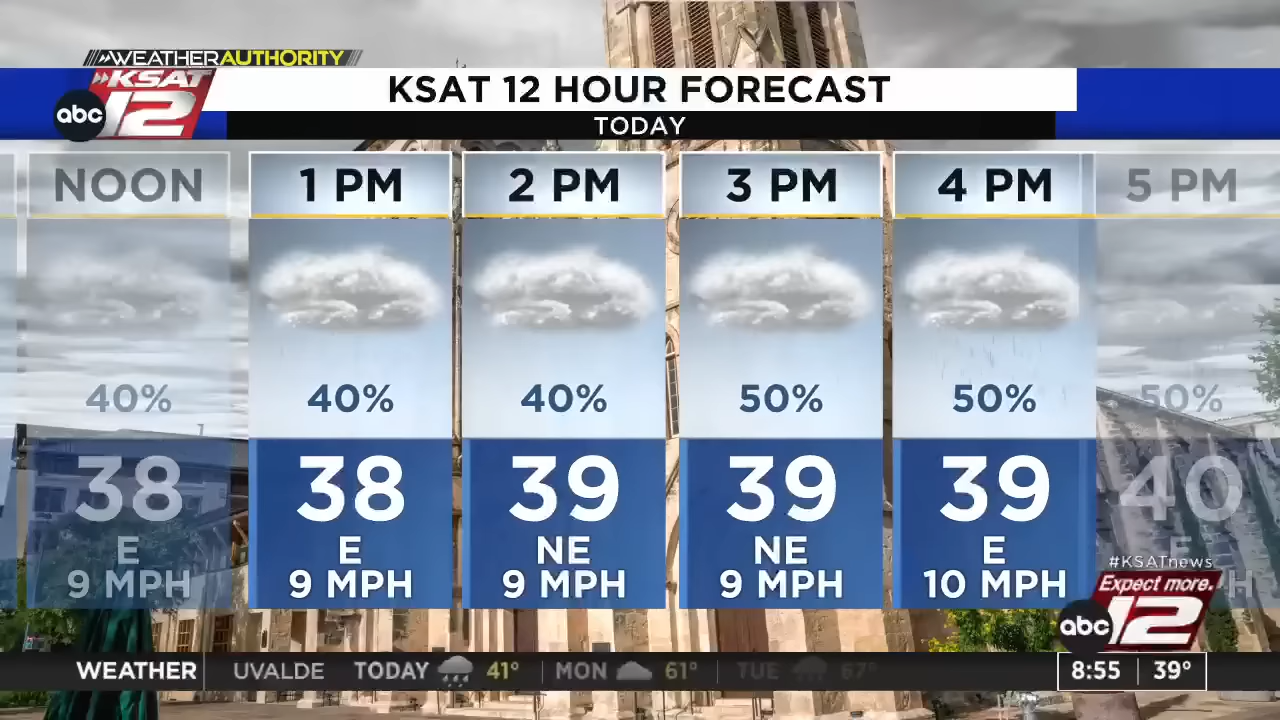 WEATHERAUTHORITY
KSAT
abc 12
KSAT 12 HOUR FORECAST
TODAY
NOON 1 PM 2 PM 3 PM 4 PM 5 PM
40% 40% 40% 50% 50% 50%
38 38 39 39 39 40
E E NE NE E E
9 MPH 9 MPH 9 MPH 9 MPH 10 MPH
#KSATnews
Expect more.
abc 12
WEATHER UVALDE TODAY 41° MON 61° TUE 67° 8:55 39°